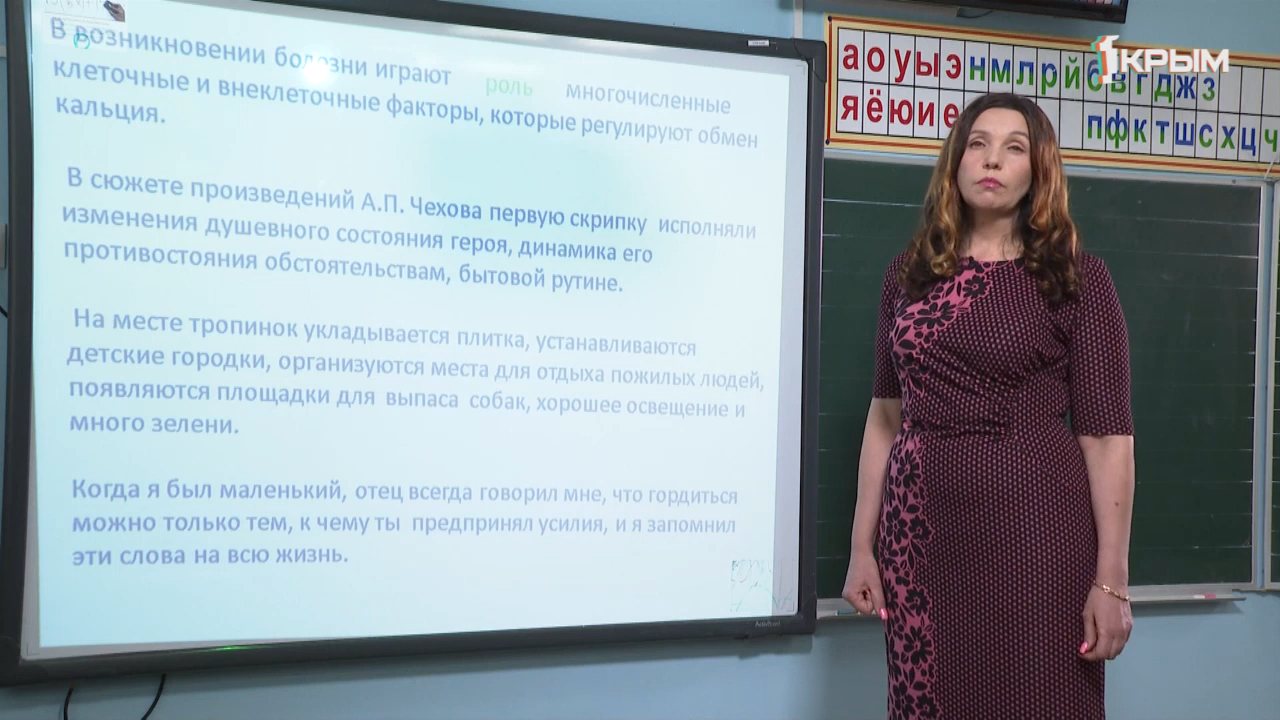 В возникновении болезни играют роль многочисленные
клеточные и внеклеточные факторы, которые регулируют обмен
кальция.
В сюжете произведений А.П. Чехова первую скрипку исполняли
изменения душевного состояния героя, динамика его
противостояния обстоятельствам, бытовой рутине.
На месте тропинок укладывается плитка, устанавливаются
детские городки, организуются места для отдыха пожилых людей,
появляются площадки для выпаса собак, хорошее освещение и
много зелени.
Когда я был маленький, отец всегда говорил мне, что гордиться
можно только тем, к чему ты предпринял усилия, и я запомнил
эти слова на всю жизнь.
а о у ы э н м л р й б в г д ж з
я ё ю и е п ф к т ш с х ц ч
1КРЫМ